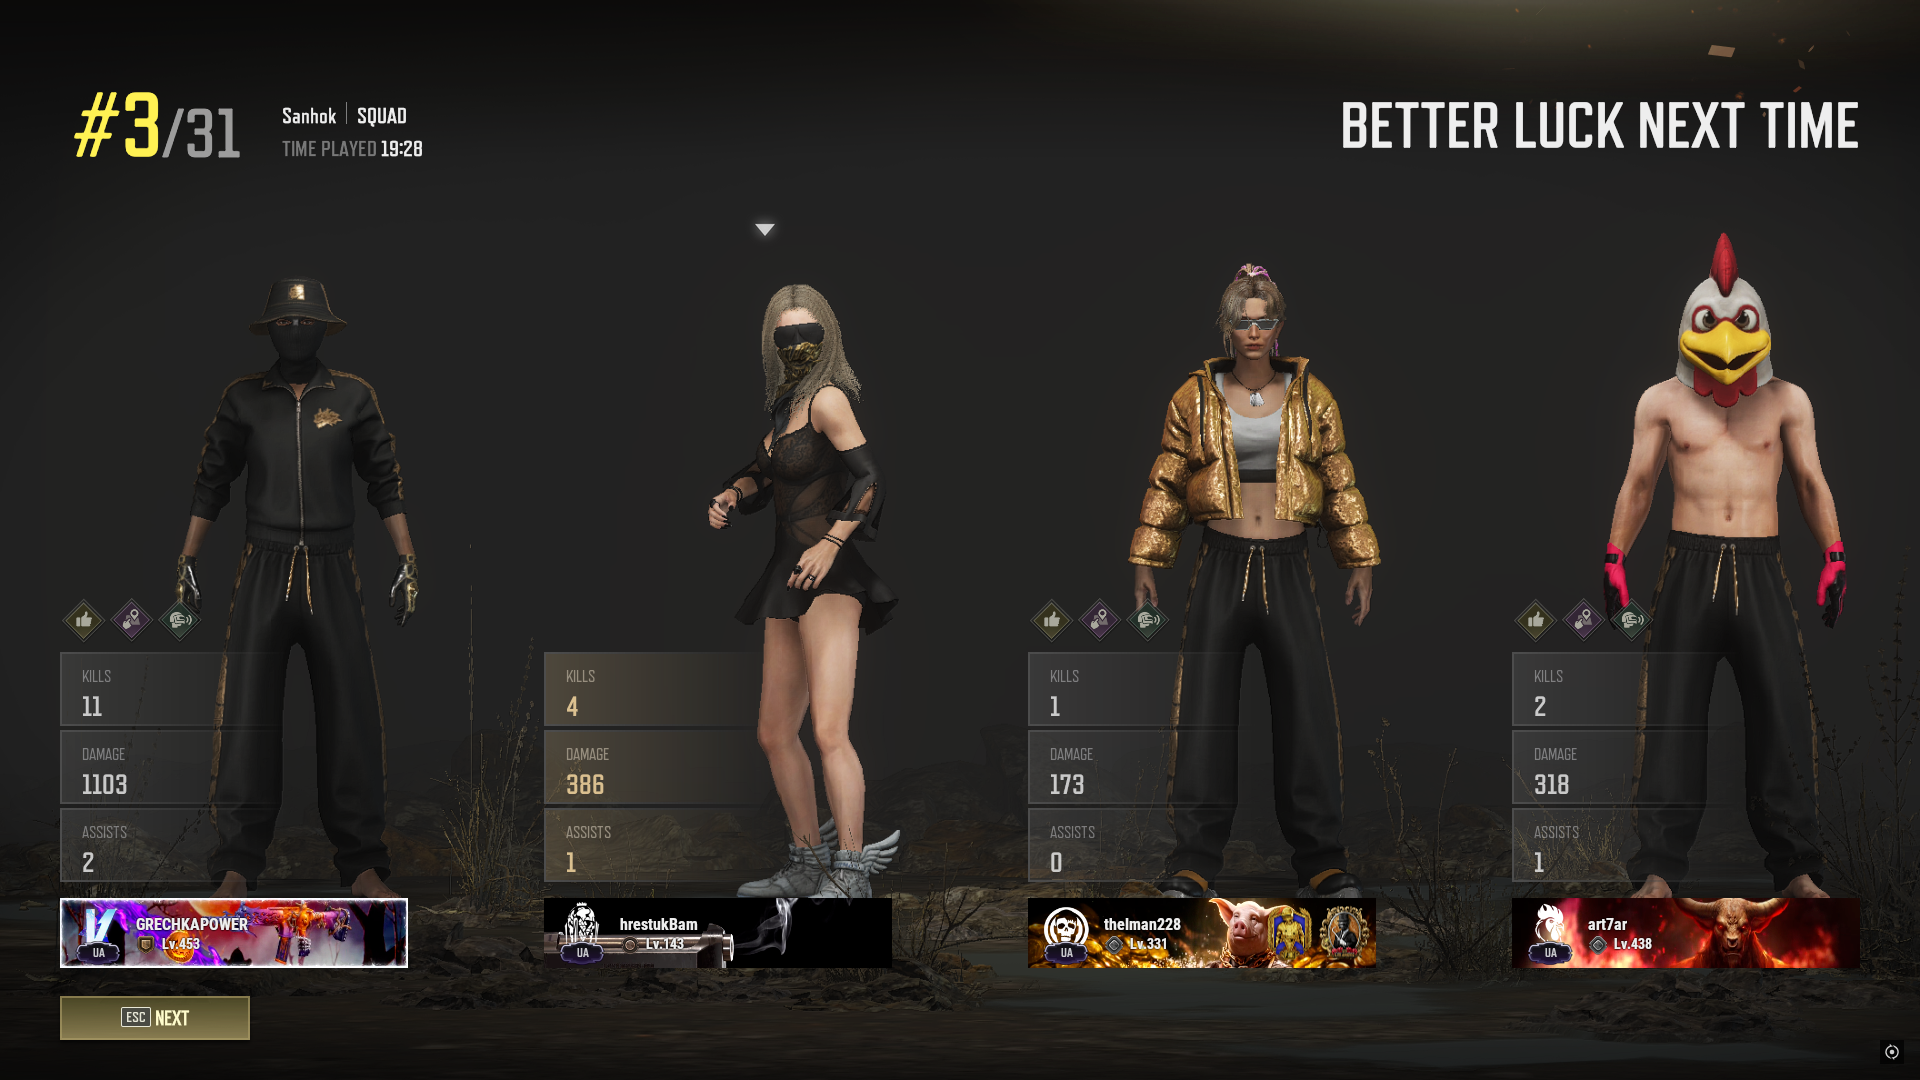 #3/31
Sanhok | SQUAD
TIME PLAYED 19:28
BETTER LUCK NEXT TIME
KILLS
11
DAMAGE
1103
ASSISTS
2
UA
GRECHKAPOWER
Lv.453
KILLS
4
DAMAGE
386
ASSISTS
1
UA
hrestukBam
Lv.143
KILLS
1
DAMAGE
173
ASSISTS
0
UA
thelman228
Lv.331
KILLS
2
DAMAGE
318
ASSISTS
1
UA
art7ar
Lv.438
ESC NEXT